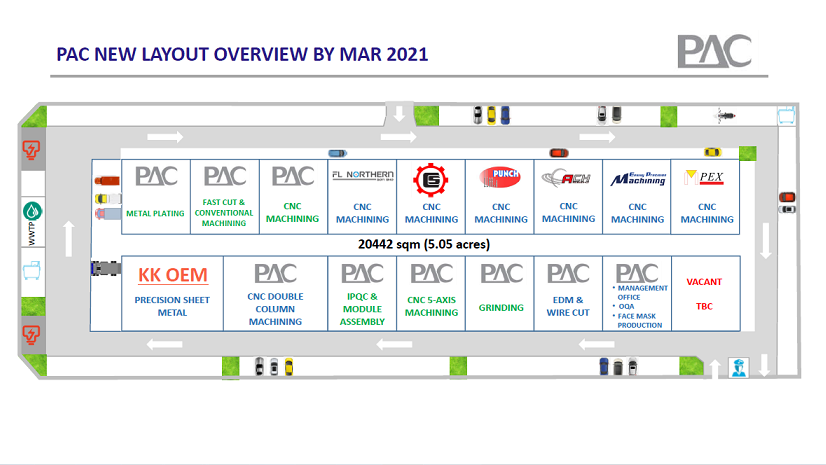 PAC NEW LAYOUT OVERVIEW BY MAR 2021
PAC
PAC
METAL PLATING
PAC
FAST CUT &
CONVENTIONAL
MACHINING
PAC
CNC
MACHINING
FL NORTHERN
CNC
MACHINING
CNC
MACHINING
PUNCH
CNC
MACHINING
CNC
MACHINING
Machining
CNC
MACHINING
MPEX
CNC
MACHINING
WWTP
20442 sqm (5.05 acres)
KK OEM
PRECISION SHEET
METAL
PAC
CNC DOUBLE
COLUMN
MACHINING
PAC
IPQC &
MODULE
ASSEMBLY
PAC
CNC 5-AXIS
MACHINING
PAC
GRINDING
PAC
EDM &
WIRE CUT
PAC
• MANAGEMENT
OFFICE
• OQA
• FACE MASK
PRODUCTION
VACANT
TBC